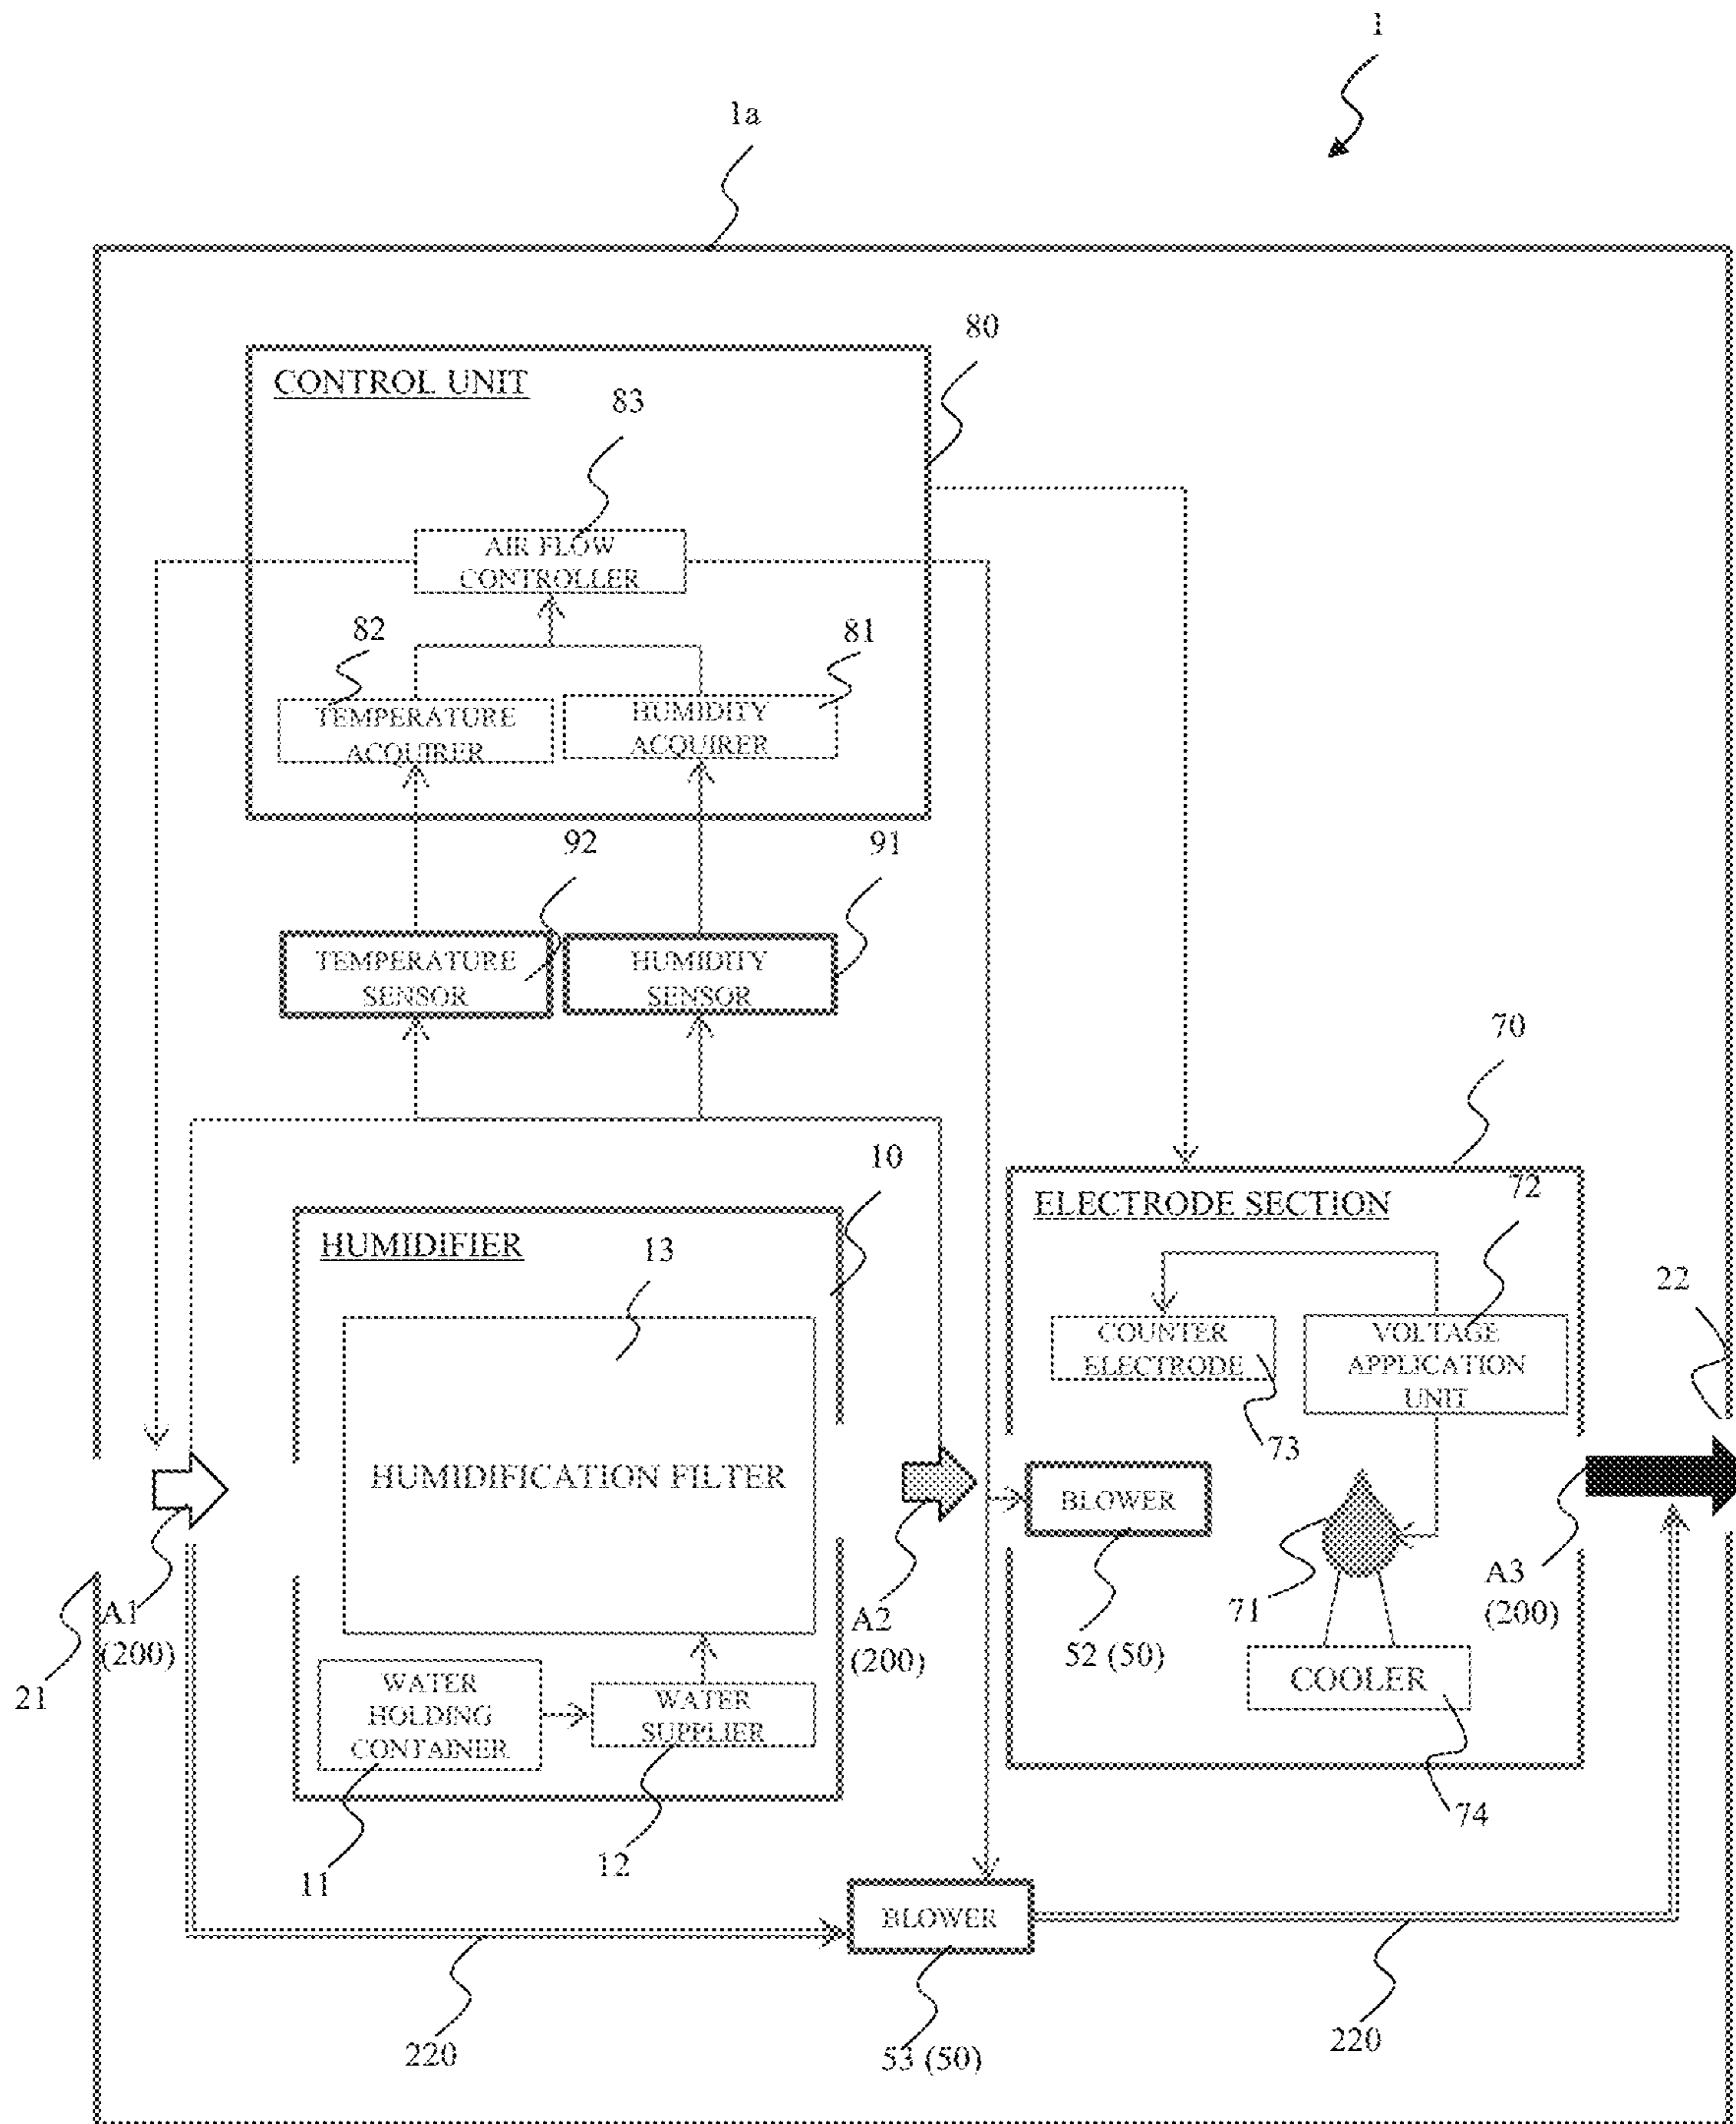 1
1a
80
CONTROL UNIT
83
AIR FLOW
CONTROLLER
82
81
TEMPERATURE
ACQUIRER
HUMIDITY
ACQUIRER
92
91
TEMPERATURE
SENSOR
HUMIDITY
SENSOR
70
10
72
ELECTRODE SECTION
HUMIDIFIER
13
22
COUNTER
ELECTRODE
VOLTAGE
APPLICATION
UNIT
73
HUMIDIFICATION FILTER
BLOWER
71
A1
(200)
A2
(200)
A3
(200)
52 (50)
21
COOLER
WATER
HOLDING
CONTAINER
WATER
SUPPLIER
74
11
12
BLOWER
220
53 (50)
220